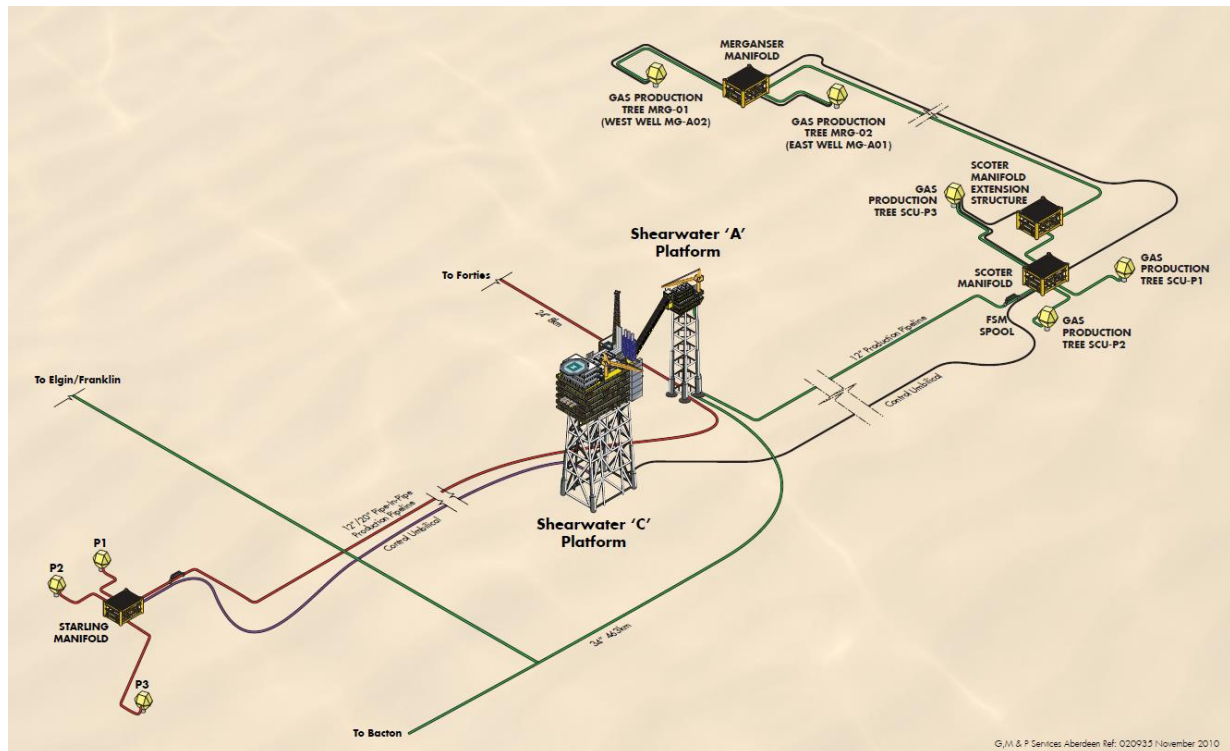 MERGANSER
MANIFOLD
GAS PRODUCTION
TREE MRG-01
(WEST WELL MG-A02)
GAS PRODUCTION
TREE MRG-02
(EAST WELL MG-A01)
GAS
PRODUCTION
TREE SCU-P3
SCOTER
MANIFOLD
EXTENSION
STRUCTURE
Shearwater ‘A’
Platform
To Forties
24" 8km
SCOTER
MANIFOLD
GAS
PRODUCTION
TREE SCU-P1
FSM
SPOOL
GAS
PRODUCTION
TREE SCU-P2
12" Production Pipeline
Control Umbilical
To Elgin/Franklin
12"/20" Pipe-In-Pipe
Production Pipeline
Control Umbilical
Shearwater ‘C’
Platform
P1
P2
STARLING
MANIFOLD
P3
34" 463km
To Bacton
G,M & P Services Aberdeen Ref: 020935 November 2010